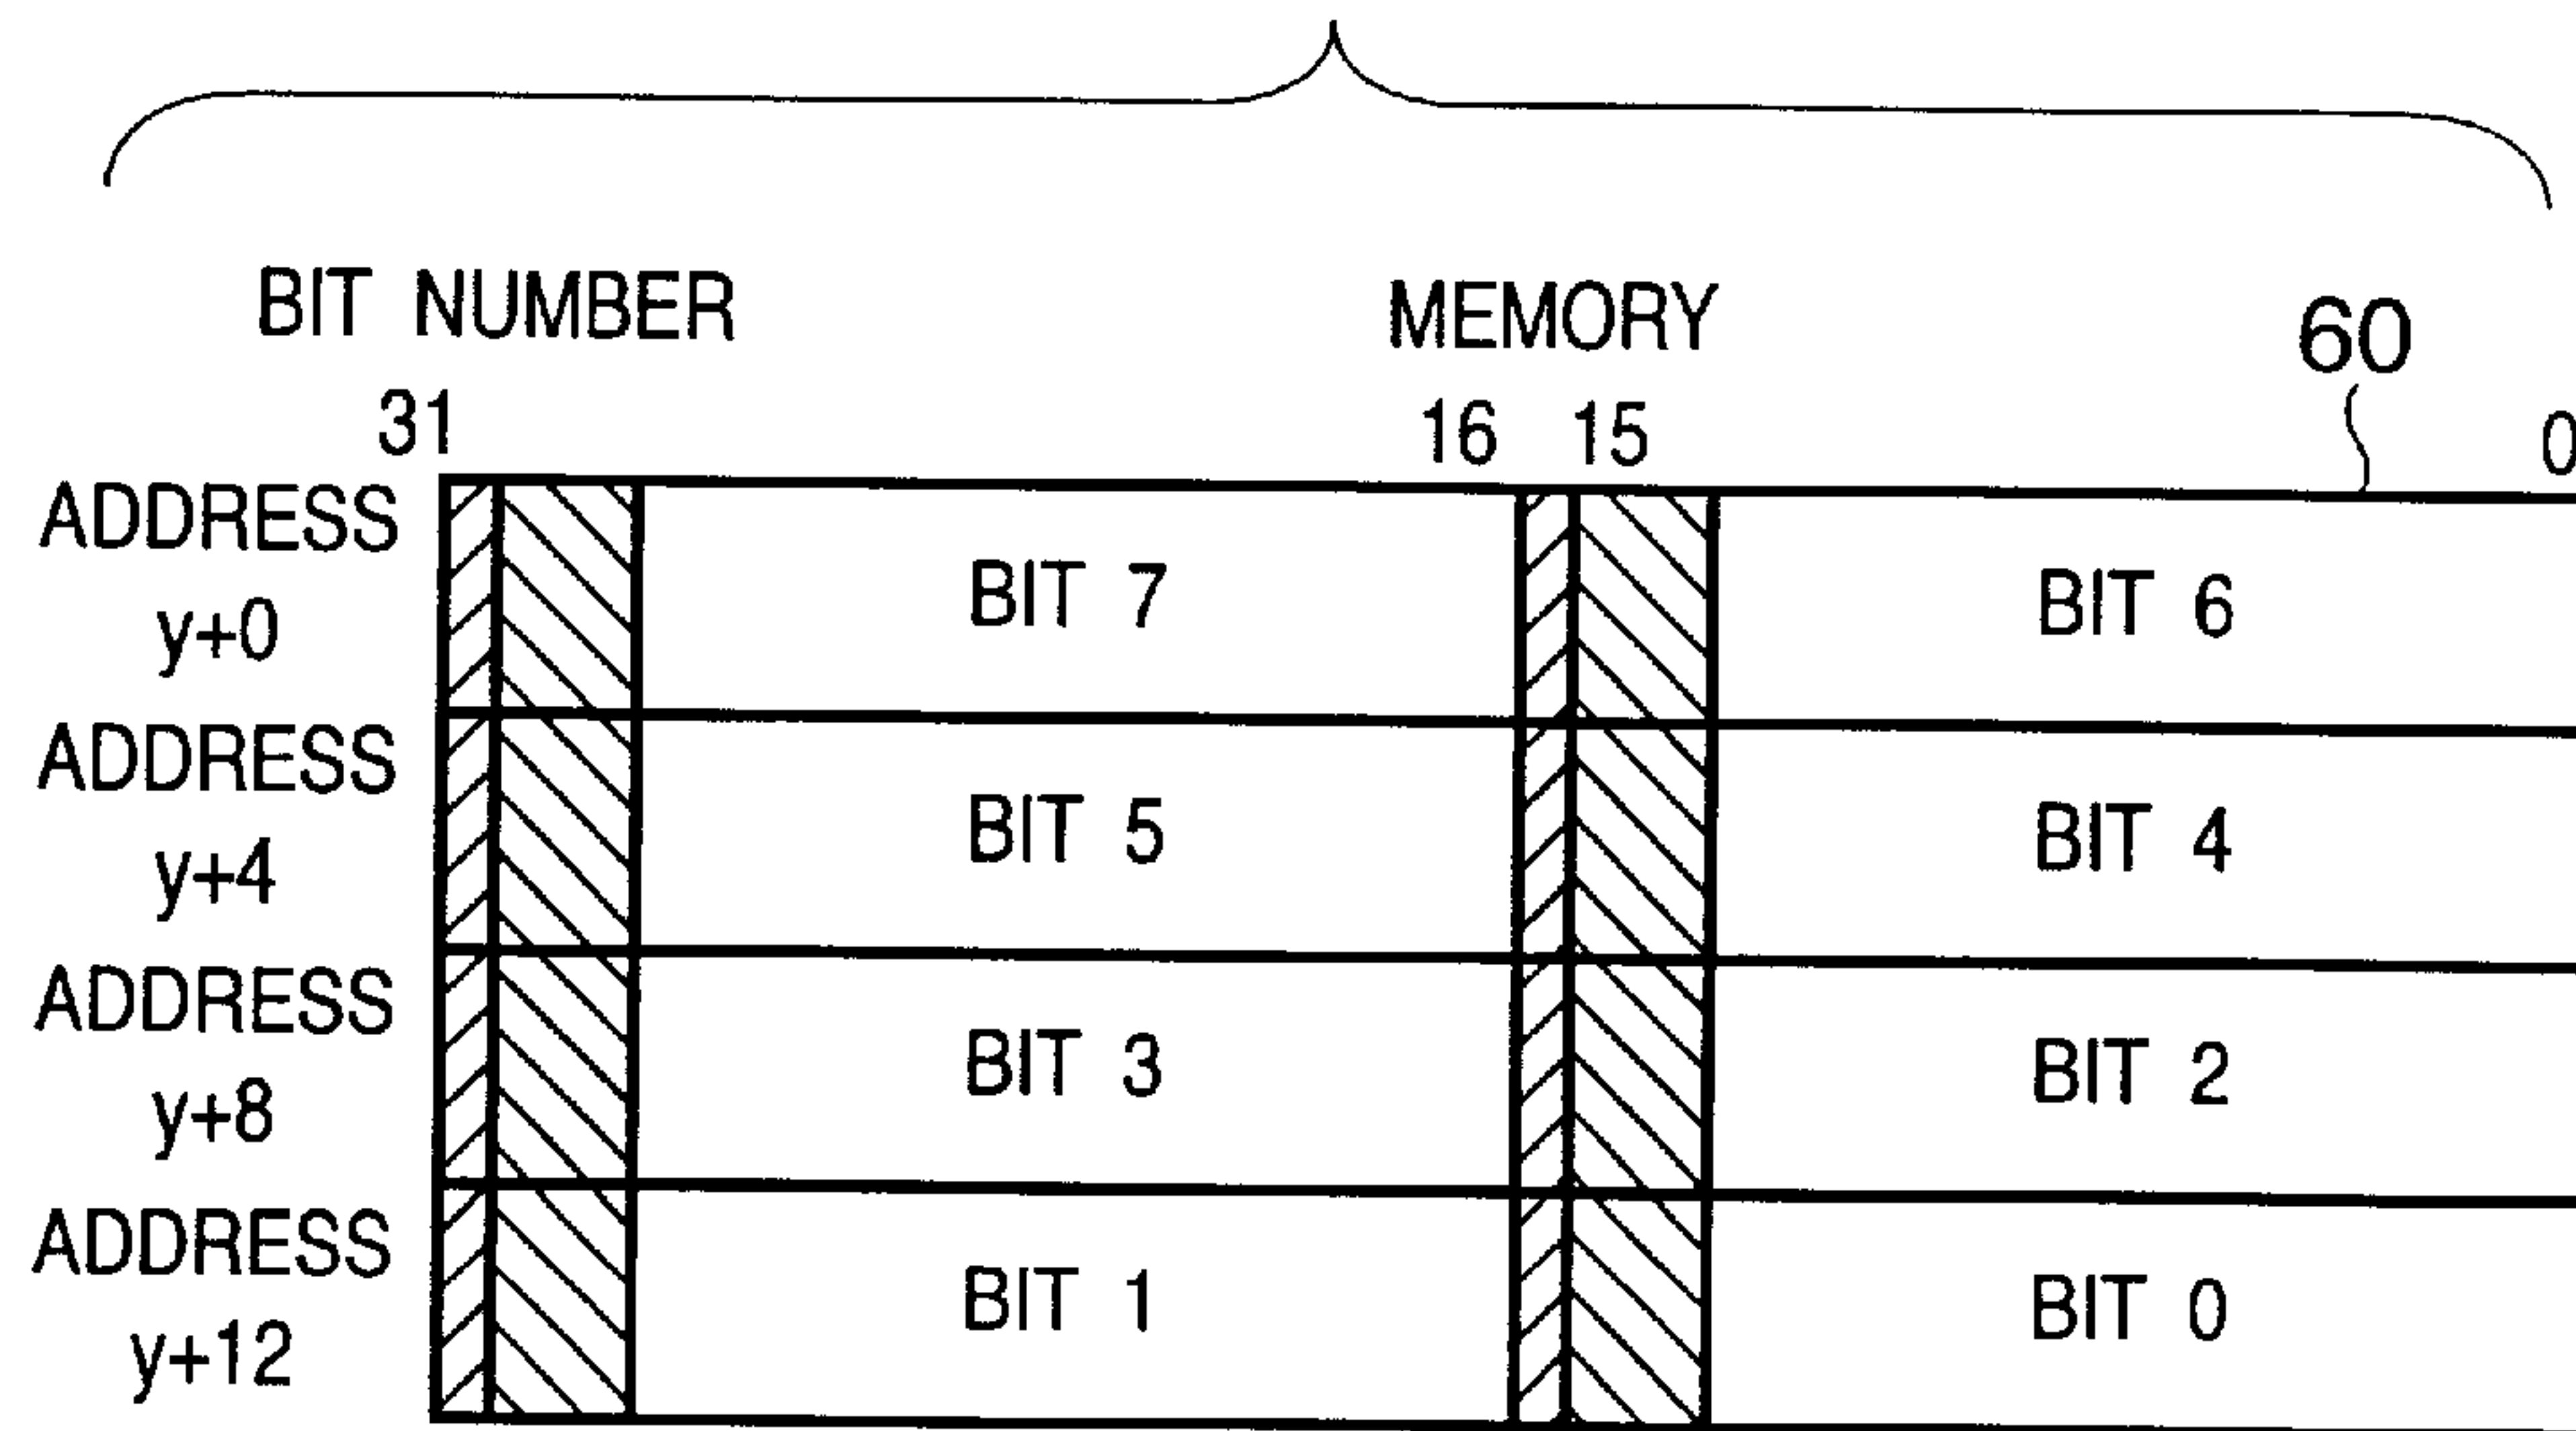 BIT NUMBER MEMORY 60
31 16 15 0
ADDRESS
y+0 BIT 7 BIT 6
ADDRESS
y+4 BIT 5 BIT 4
ADDRESS
y+8 BIT 3 BIT 2
ADDRESS
y+12 BIT 1 BIT 0